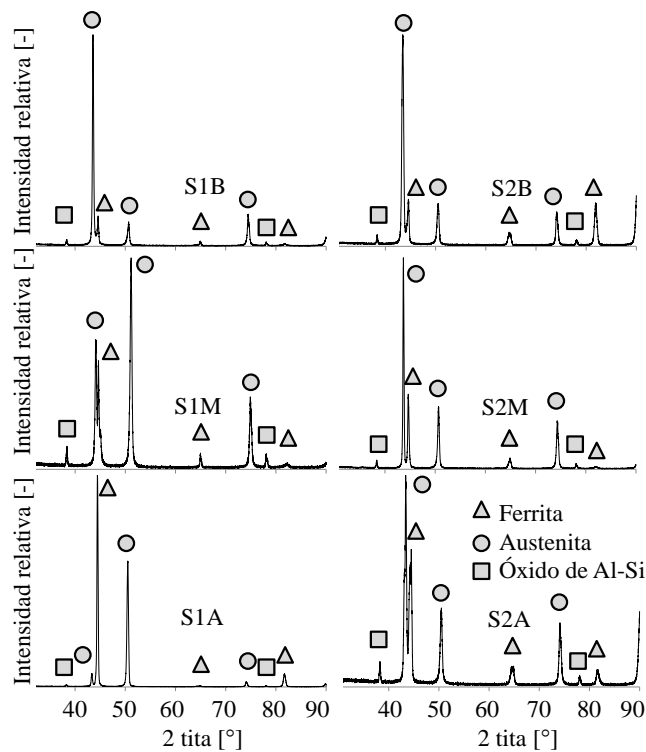 Intensidad relativa [-]
S1B
S2B
Intensidad relativa [-]
S1M
S2M
Intensidad relativa [-]
S1A
S2A
Ferrita
Austenita
Óxido de Al-Si
40 50 60 70 80 90
40 50 60 70 80 90
2 tita [°]
2 tita [°]